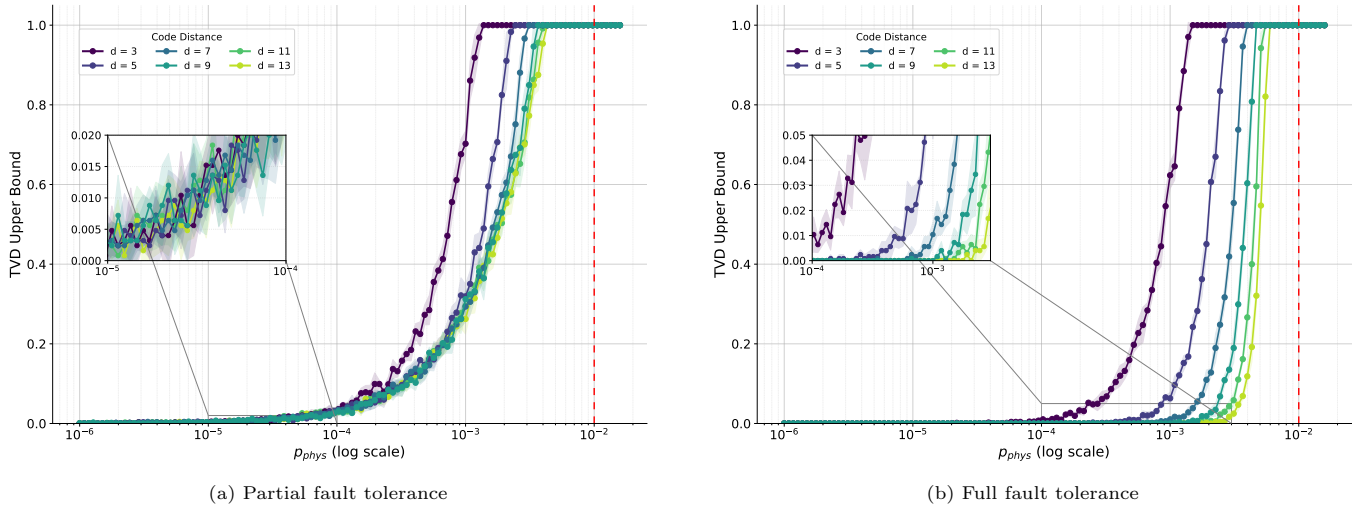 TVD Upper Bound
1.0
0.8
0.6
0.4
0.2
0.0
Code Distance
d = 3 d = 7 d = 11
d = 5 d = 9 d = 13
0.020
0.015
0.010
0.005
0.000
10⁻⁵ 10⁻⁴
10⁻⁶ 10⁻⁵ 10⁻⁴ 10⁻³ 10⁻²
p_phys (log scale)
(a) Partial fault tolerance
TVD Upper Bound
1.0
0.8
0.6
0.4
0.2
0.0
Code Distance
d = 3 d = 7 d = 11
d = 5 d = 9 d = 13
0.05
0.04
0.03
0.02
0.01
0.00
10⁻⁴ 10⁻³
10⁻⁶ 10⁻⁵ 10⁻⁴ 10⁻³ 10⁻²
p_phys (log scale)
(b) Full fault tolerance